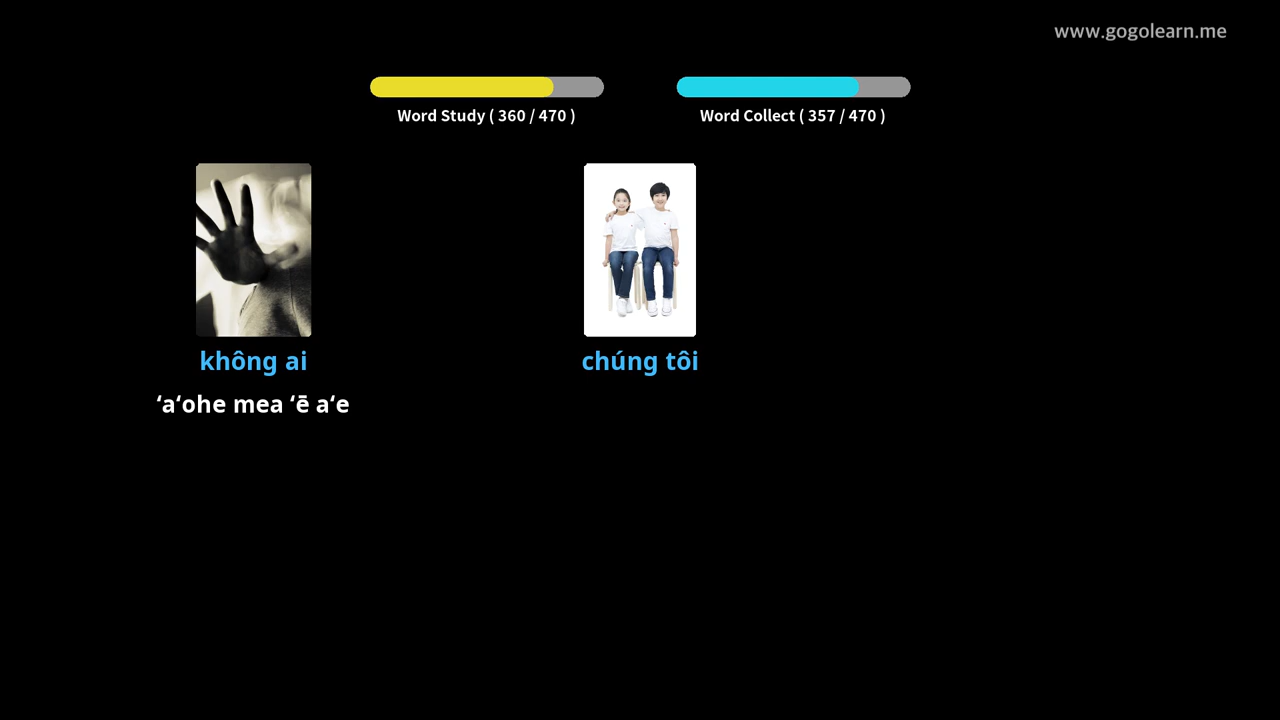 www.gogolearn.me
Word Study ( 360 / 470 )
Word Collect ( 357 / 470 )
không ai
chúng tôi
ʻaʻohe mea ʻē aʻe